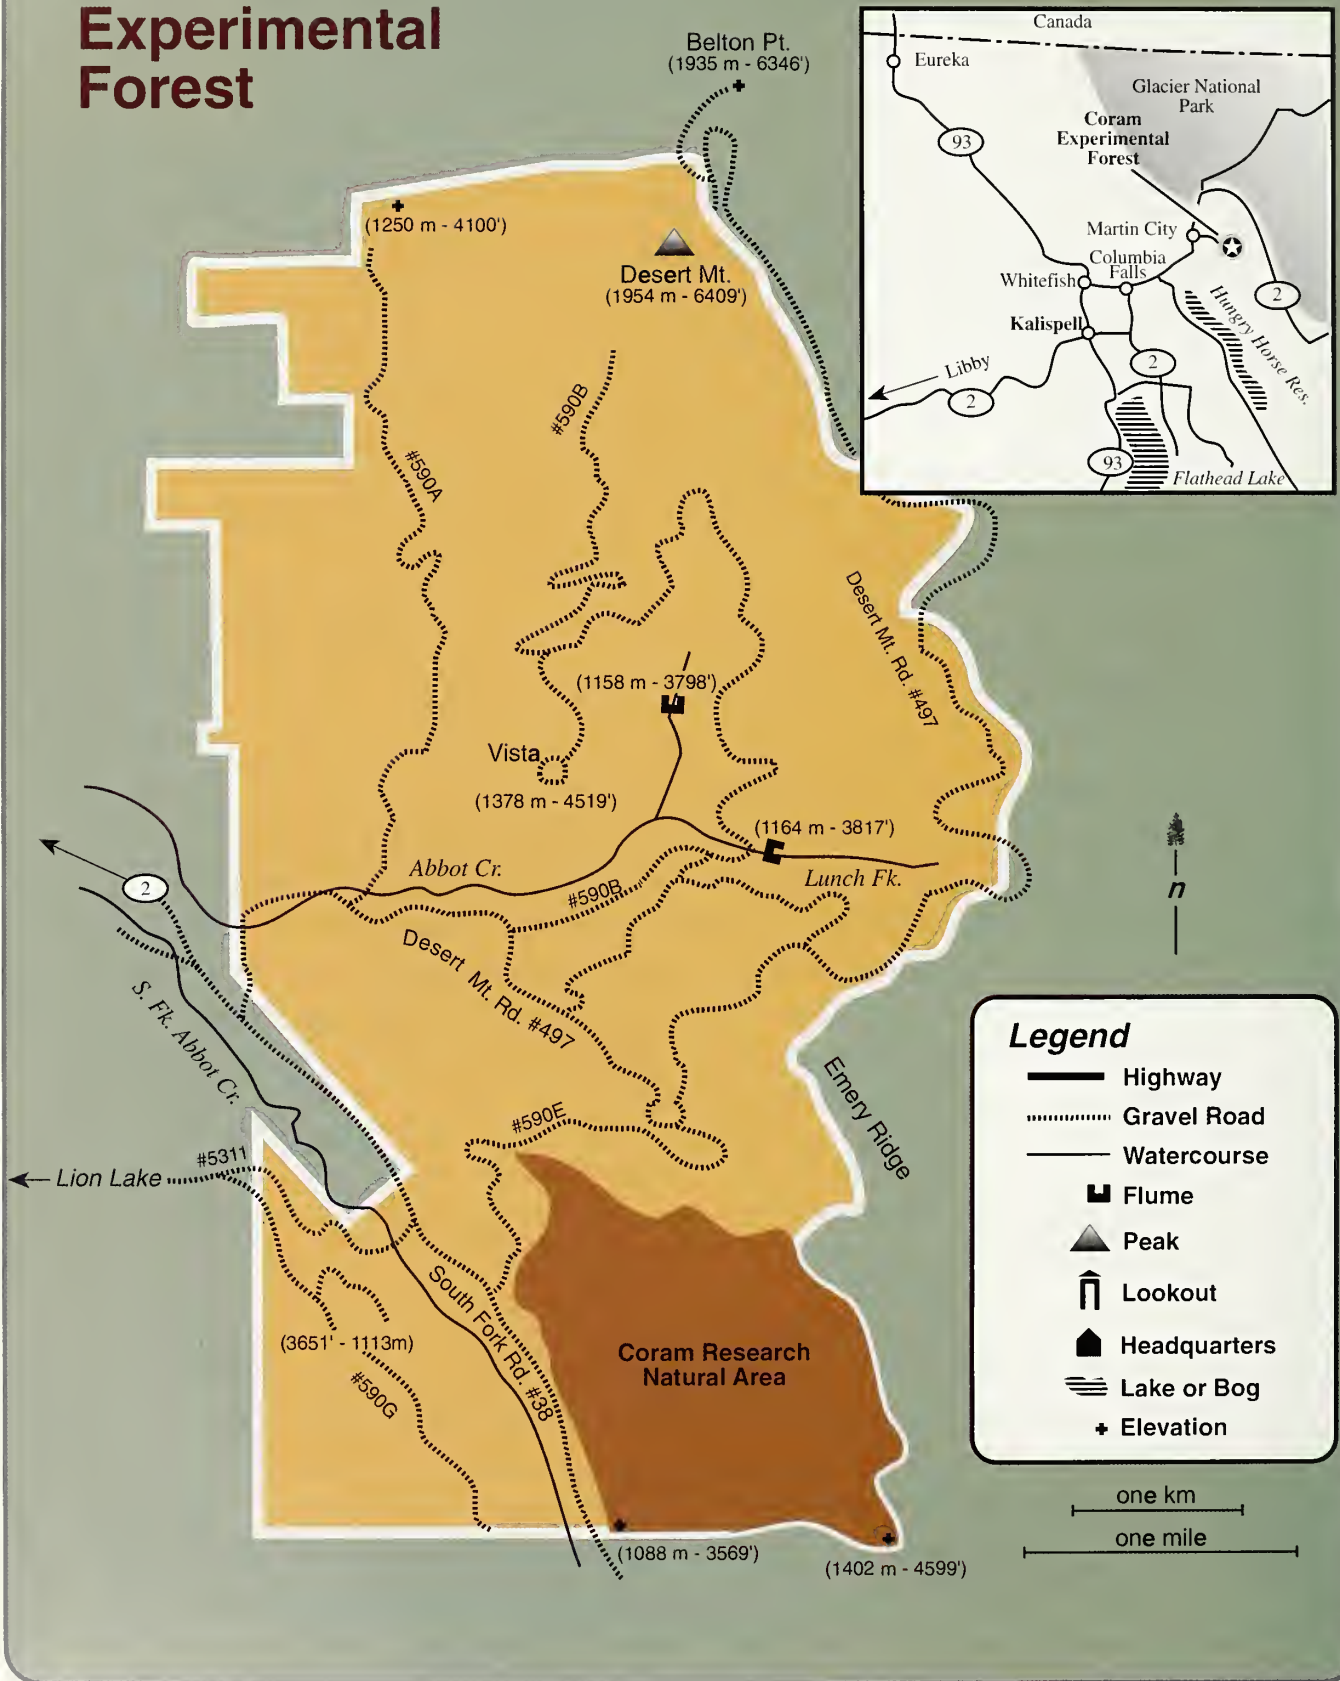 Experimental
Forest
Belton Pt.
(1935 m - 6346')
(1250 m - 4100')
Desert Mt.
(1954 m - 6409')
#590B
#590A
Desert Mt. Rd. #497
(1158 m - 3798')
Vista
(1378 m - 4519')
(1164 m - 3817')
Abbot Cr.
Lunch Fk.
#590B
2
Desert Mt. Rd. #497
S. Fk. Abbot Cr.
Emery Ridge
#590E
#5311
Lion Lake
South Fork Rd. #38
(3651' - 1113m)
#590G
Coram Research
Natural Area
(1088 m - 3569')
(1402 m - 4599')
Canada
Eureka
Glacier National
Park
Coram
Experimental
Forest
93
Martin City
Columbia
Falls
Whitefish
2
Hungry Horse Res.
Kalispell
2
Libby
2
93
Flathead Lake
n
Legend
Highway
Gravel Road
Watercourse
Flume
Peak
Lookout
Headquarters
Lake or Bog
Elevation
one km
one mile